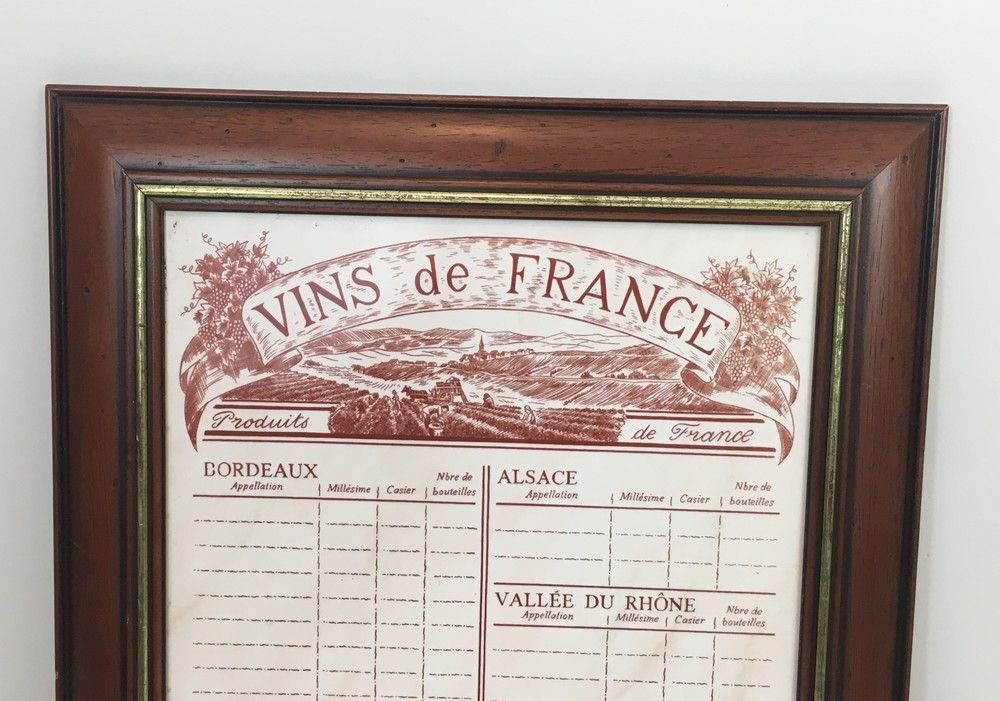 VINS de FRANCE
Produits
de France
BORDEAUX
Appellation Millésime Casier Nbre de bouteilles
ALSACE
Appellation Millésime Casier Nbre de bouteilles
VALLÉE DU RHÔNE
Appellation Millésime Casier Nbre de bouteilles